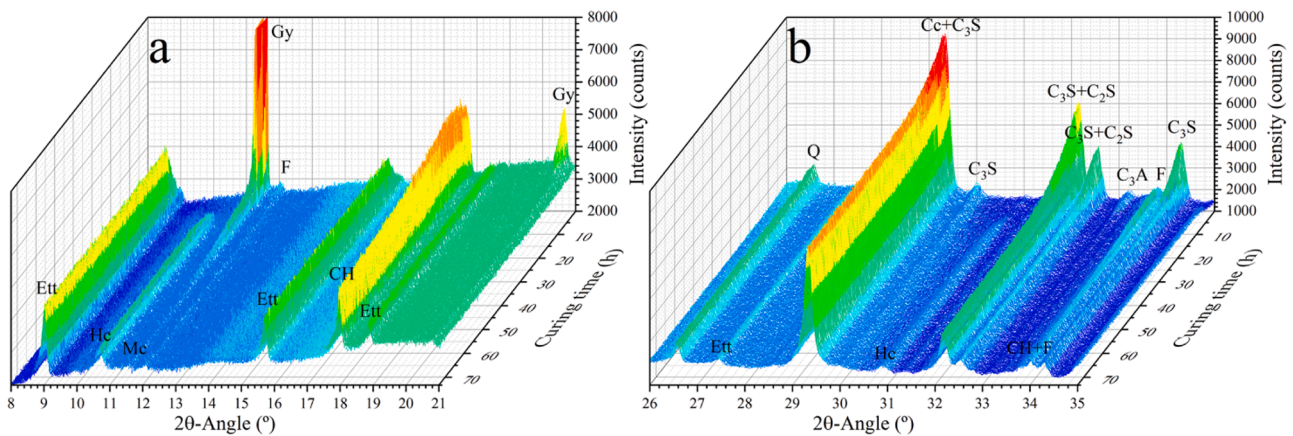 a
Gy
F
Gy
Ett
Hc
Mc
Ett
CH
Ett
8000
7000
6000
5000
4000
3000
2000
Intensity (counts)
10
20
30
40
50
60
70
Curing time (h)
8 9 10 11 12 13 14 15 16 17 18 19 20 21
2θ-Angle (º)
b
Cc+C₃S
Q
C₃S
C₃S+C₂S
C₃S+C₂S
C₃A F
C₃S
Ett
Hc
CH+F
10000
9000
8000
7000
6000
5000
4000
3000
2000
1000
Intensity (counts)
10
20
30
40
50
60
70
Curing time (h)
26 27 28 29 30 31 32 33 34 35
2θ-Angle (º)